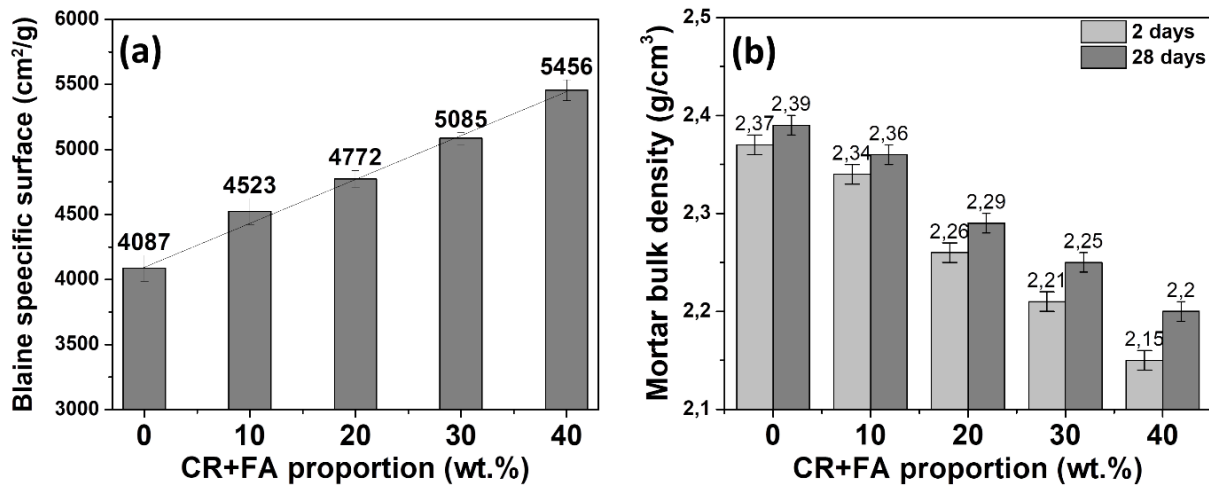 (a)
Blaine speecific surface (cm²/g)
6000
5500
5000
4500
4000
3500
3000
4087
4523
4772
5085
5456
0 10 20 30 40
CR+FA proportion (wt.%)
(b)
2 days
28 days
Mortar bulk density (g/cm³)
2,5
2,4
2,3
2,2
2,1
2,37 2,39
2,34 2,36
2,26 2,29
2,21 2,25
2,15 2,2
0 10 20 30 40
CR+FA proportion (wt.%)